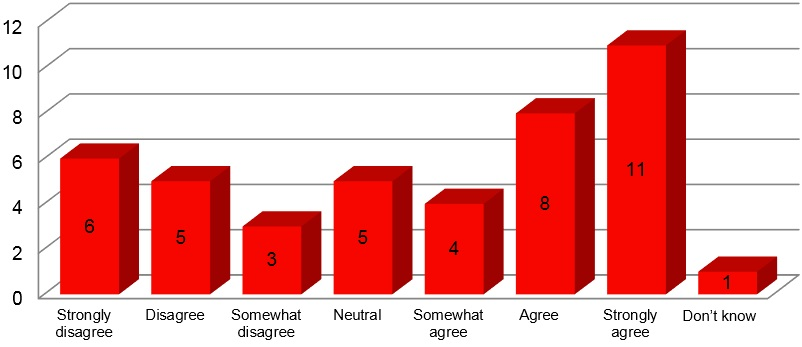 12
10
8
6
4
2
0
6
5
3
5
4
8
11
1
Strongly
disagree
Disagree
Somewhat
disagree
Neutral
Somewhat
agree
Agree
Strongly
agree
Don’t know